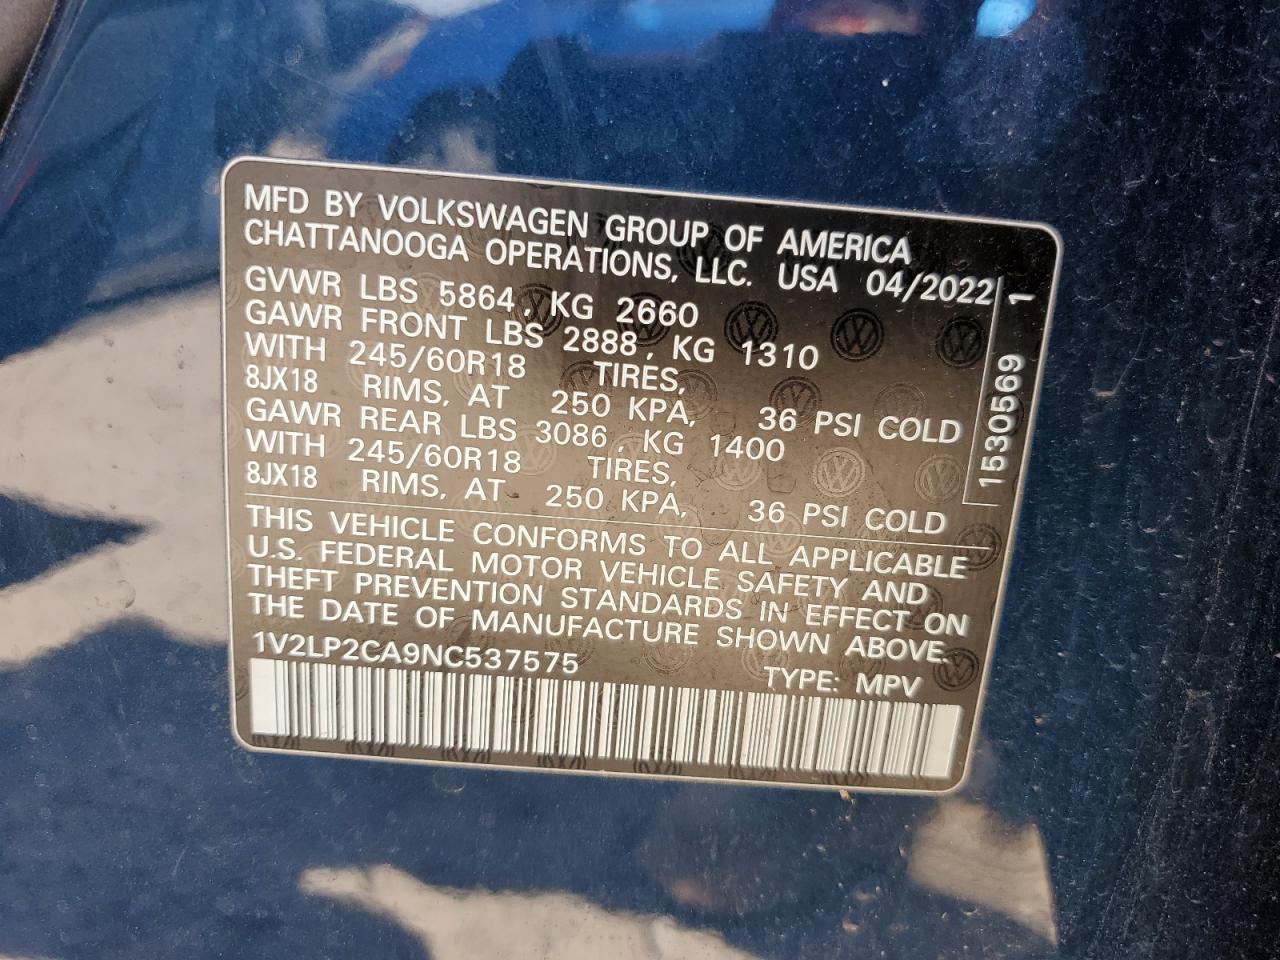 MFD BY VOLKSWAGEN GROUP OF AMERICA
CHATTANOOGA OPERATIONS, LLC. USA 04/2022
GVWR LBS 5864, KG 2660
GAWR FRONT LBS 2888, KG 1310
WITH 245/60R18 TIRES,
8JX18 RIMS, AT 250 KPA, 36 PSI COLD
GAWR REAR LBS 3086, KG 1400
WITH 245/60R18 TIRES,
8JX18 RIMS, AT 250 KPA, 36 PSI COLD
1530569 1
THIS VEHICLE CONFORMS TO ALL APPLICABLE
U.S. FEDERAL MOTOR VEHICLE SAFETY AND
THEFT PREVENTION STANDARDS IN EFFECT ON
THE DATE OF MANUFACTURE SHOWN ABOVE.
1V2LP2CA9NC537575
TYPE: MPV